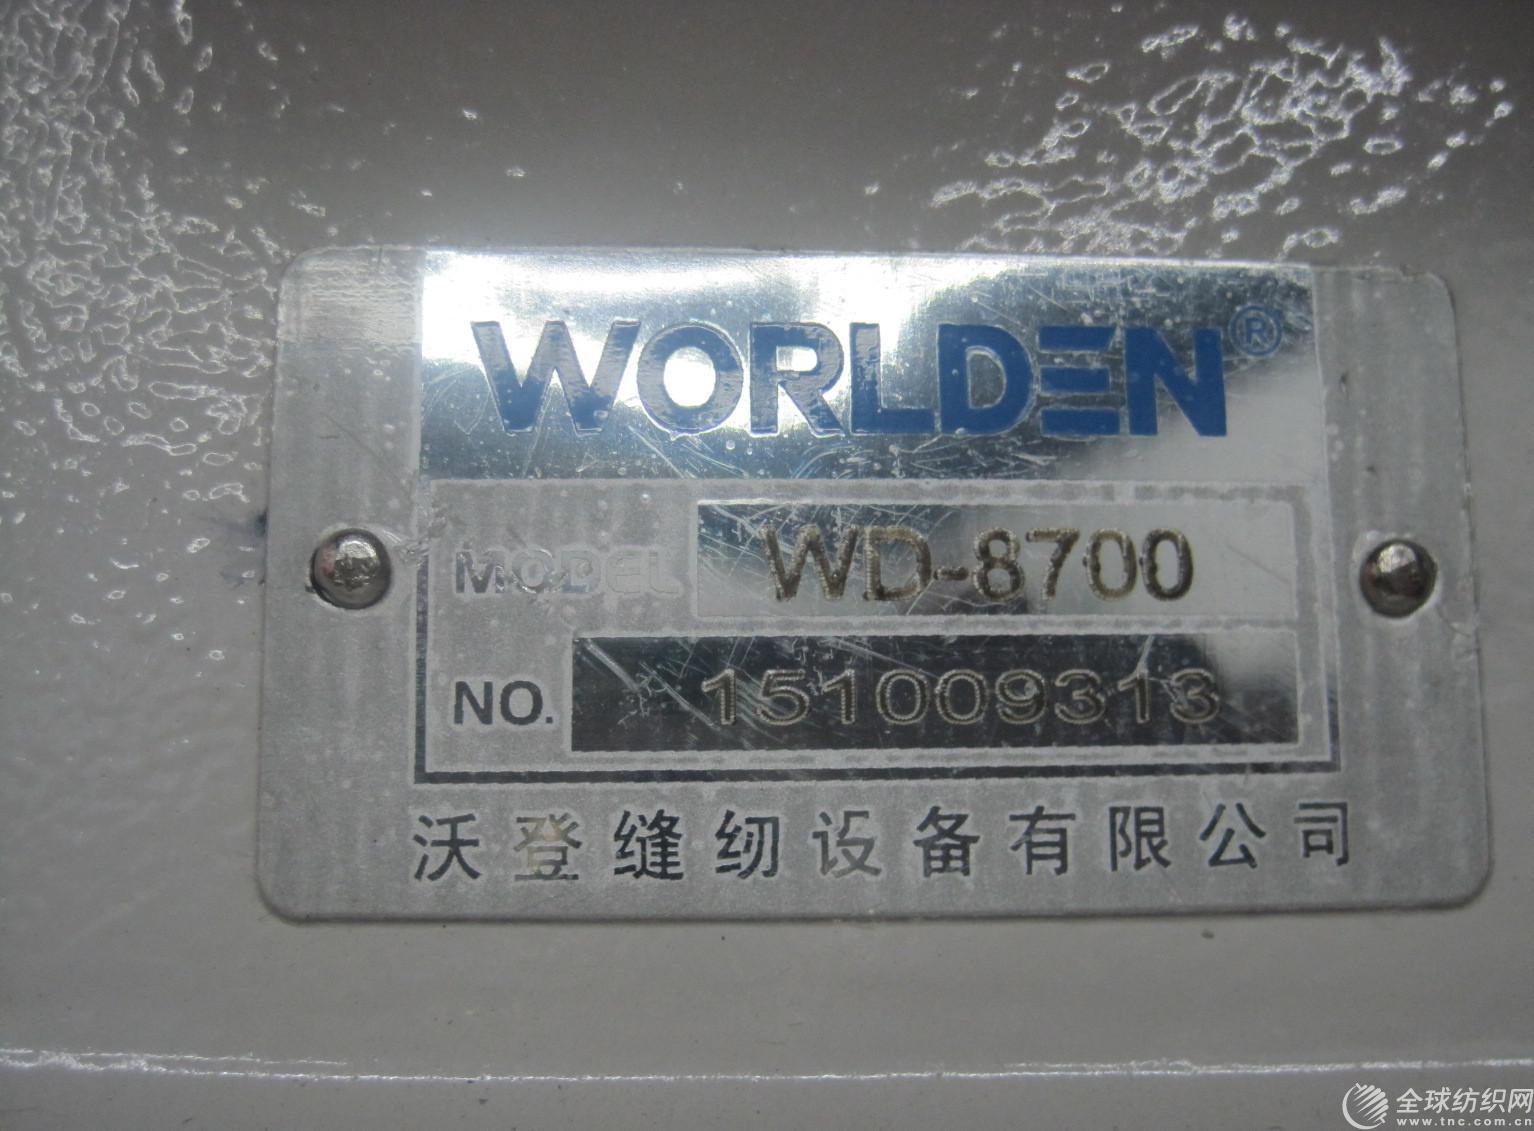 WORLDEN®
MODEL WD-8700
NO. 151009313
沃登缝纫设备有限公司
全球纺织网
www.tnc.com.cn